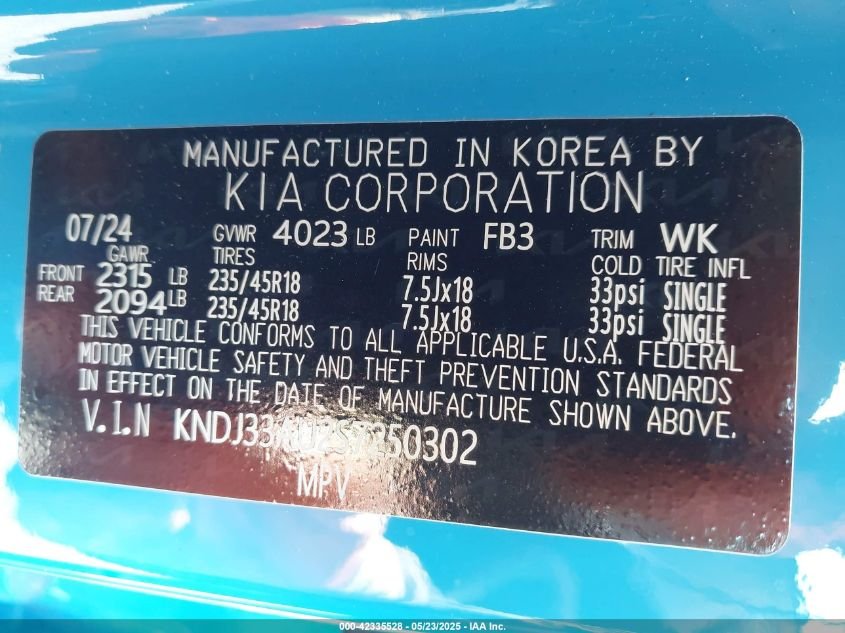 MANUFACTURED IN KOREA BY
KIA CORPORATION
07/24 GVWR 4023 LB PAINT FB3 TRIM WK
GAWR TIRES RIMS COLD TIRE INFL
FRONT 2315 LB 235/45R18 7.5Jx18 33psi SINGLE
REAR 2094 LB 235/45R18 7.5Jx18 33psi SINGLE
THIS VEHICLE CONFORMS TO ALL APPLICABLE U.S.A. FEDERAL
MOTOR VEHICLE SAFETY AND THEFT PREVENTION STANDARDS
IN EFFECT ON THE DATE OF MANUFACTURE SHOWN ABOVE.
V.I.N KNDJ33AU2S7250302
MPV
000-42335528 - 05/23/2025 - IAA Inc.